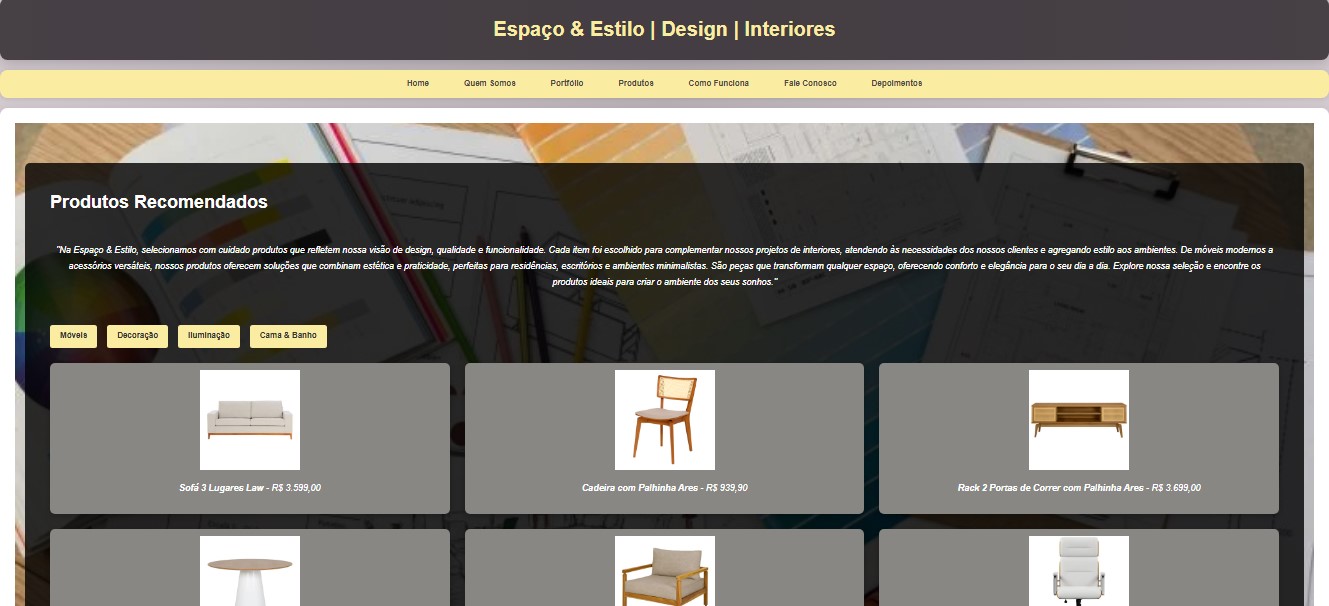 Espaço & Estilo | Design | Interiores
Home Quem Somos Portfólio Produtos Como Funciona Fale Conosco Depoimentos
Produtos Recomendados
"Na Espaço & Estilo, selecionamos com cuidado produtos que refletem nossa visão de design, qualidade e funcionalidade. Cada item foi escolhido para complementar nossos projetos de interiores, atendendo às necessidades dos nossos clientes e agregando estilo aos ambientes. De móveis modernos a
acessórios versáteis, nossos produtos oferecem soluções que combinam estética e praticidade, perfeitas para residências, escritórios e ambientes minimalistas. São peças que transformam qualquer espaço, oferecendo conforto e elegância para o seu dia a dia. Explore nossa seleção e encontre os
produtos ideais para criar o ambiente dos seus sonhos."
Móveis Decoração Iluminação Cama & Banho
Sofá 3 Lugares Law - R$ 3.599,00
Cadeira com Palhinha Ares - R$ 939,90
Rack 2 Portas de Correr com Palhinha Ares - R$ 3.699,00